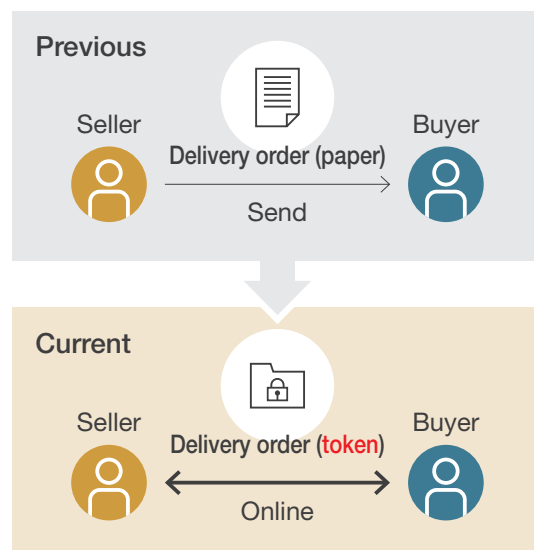 Previous
Seller
Buyer
Delivery order (paper)
Send
Current
Seller
Buyer
Delivery order (token)
Online